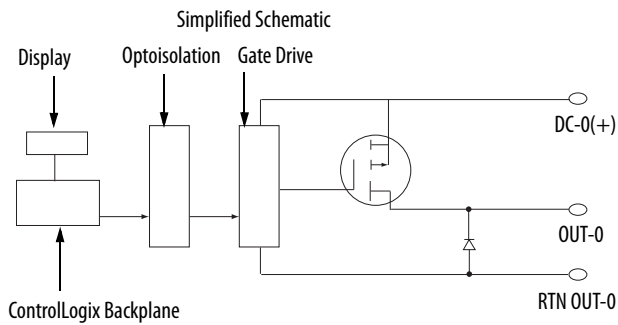 Simplified Schematic
Display
Optoisolation
Gate Drive
DC-0(+)
OUT-0
RTN OUT-0
ControlLogix Backplane